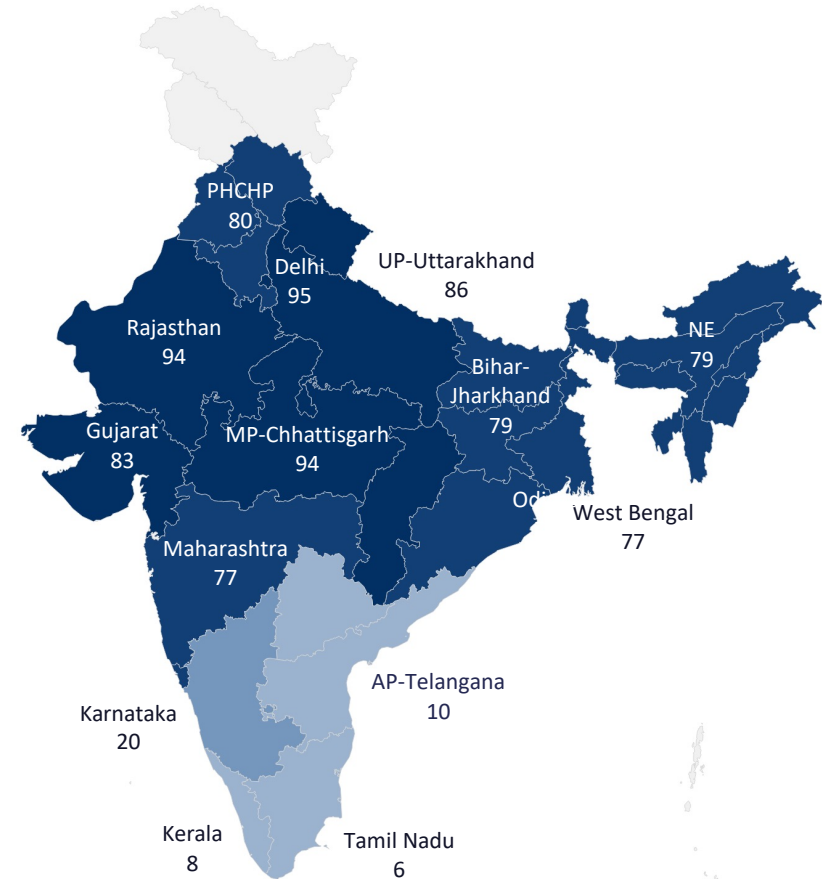 PHCHP
80
Delhi
95
UP-Uttarakhand
86
Rajasthan
94
NE
79
Bihar-
Jharkhand
79
Gujarat
83
MP-Chhattisgarh
94
West Bengal
77
Maharashtra
77
AP-Telangana
10
Karnataka
20
Kerala
8
Tamil Nadu
6